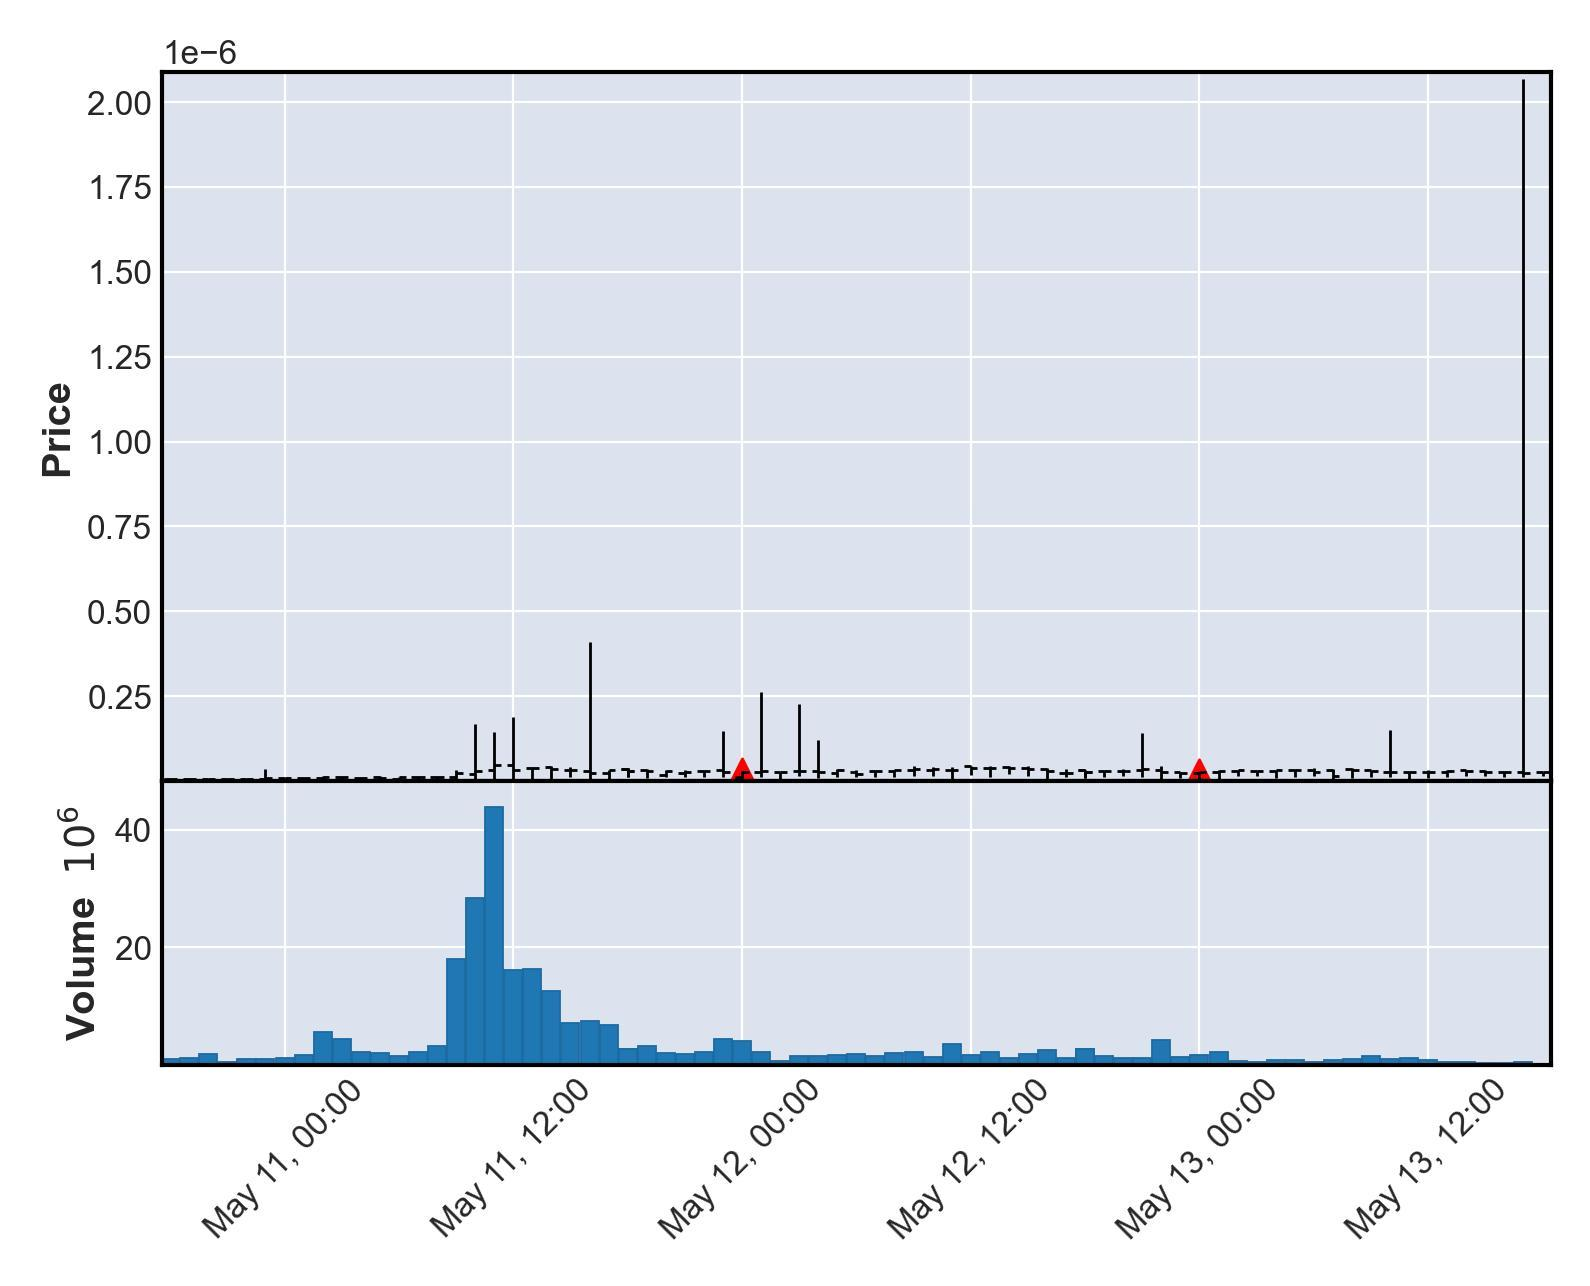 1e−6
2.00
1.75
1.50
1.25
1.00
0.75
0.50
0.25
Price
40
20
Volume 10⁶
May 11, 00:00
May 11, 12:00
May 12, 00:00
May 12, 12:00
May 13, 00:00
May 13, 12:00